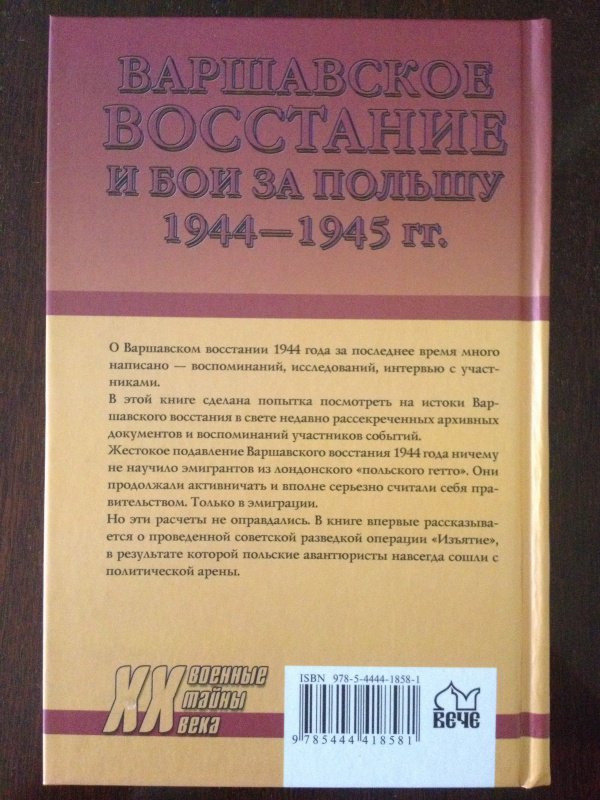 ВАРШАВСКОЕ
ВОССТАНИЕ
И БОИ ЗА ПОЛЬШУ
1944—1945 гг.
О Варшавском восстании 1944 года за последнее время много
написано — воспоминаний, исследований, интервью с участ-
никами.
В этой книге сделана попытка посмотреть на истоки Вар-
шавского восстания в свете недавно рассекреченных архивных
документов и воспоминаний участников событий.
Жестокое подавление Варшавского восстания 1944 года ничему
не научило эмигрантов из лондонского «польского гетто». Они
продолжали активничать и вполне серьезно считали себя пра-
вительством. Только в эмиграции.
Но эти расчеты не оправдались. В книге впервые рассказыва-
ется о проведенной советской разведкой операции «Изъятие»,
в результате которой польские авантюристы навсегда сошли с
политической арены.
XX
ВОЕННЫЕ
ТАЙНЫ
ВЕКА
ISBN 978-5-4444-1858-1
9 785444 418581
ВЕЧЕ